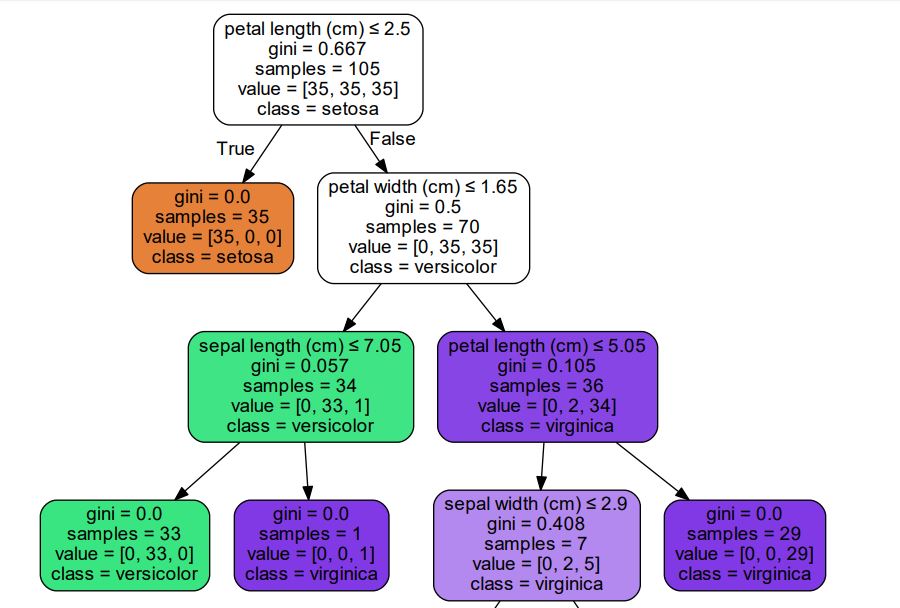 petal length (cm) ≤ 2.5
gini = 0.667
samples = 105
value = [35, 35, 35]
class = setosa
True
False
gini = 0.0
samples = 35
value = [35, 0, 0]
class = setosa
petal width (cm) ≤ 1.65
gini = 0.5
samples = 70
value = [0, 35, 35]
class = versicolor
sepal length (cm) ≤ 7.05
gini = 0.057
samples = 34
value = [0, 33, 1]
class = versicolor
petal length (cm) ≤ 5.05
gini = 0.105
samples = 36
value = [0, 2, 34]
class = virginica
gini = 0.0
samples = 33
value = [0, 33, 0]
class = versicolor
gini = 0.0
samples = 1
value = [0, 0, 1]
class = virginica
sepal width (cm) ≤ 2.9
gini = 0.408
samples = 7
value = [0, 2, 5]
class = virginica
gini = 0.0
samples = 29
value = [0, 0, 29]
class = virginica